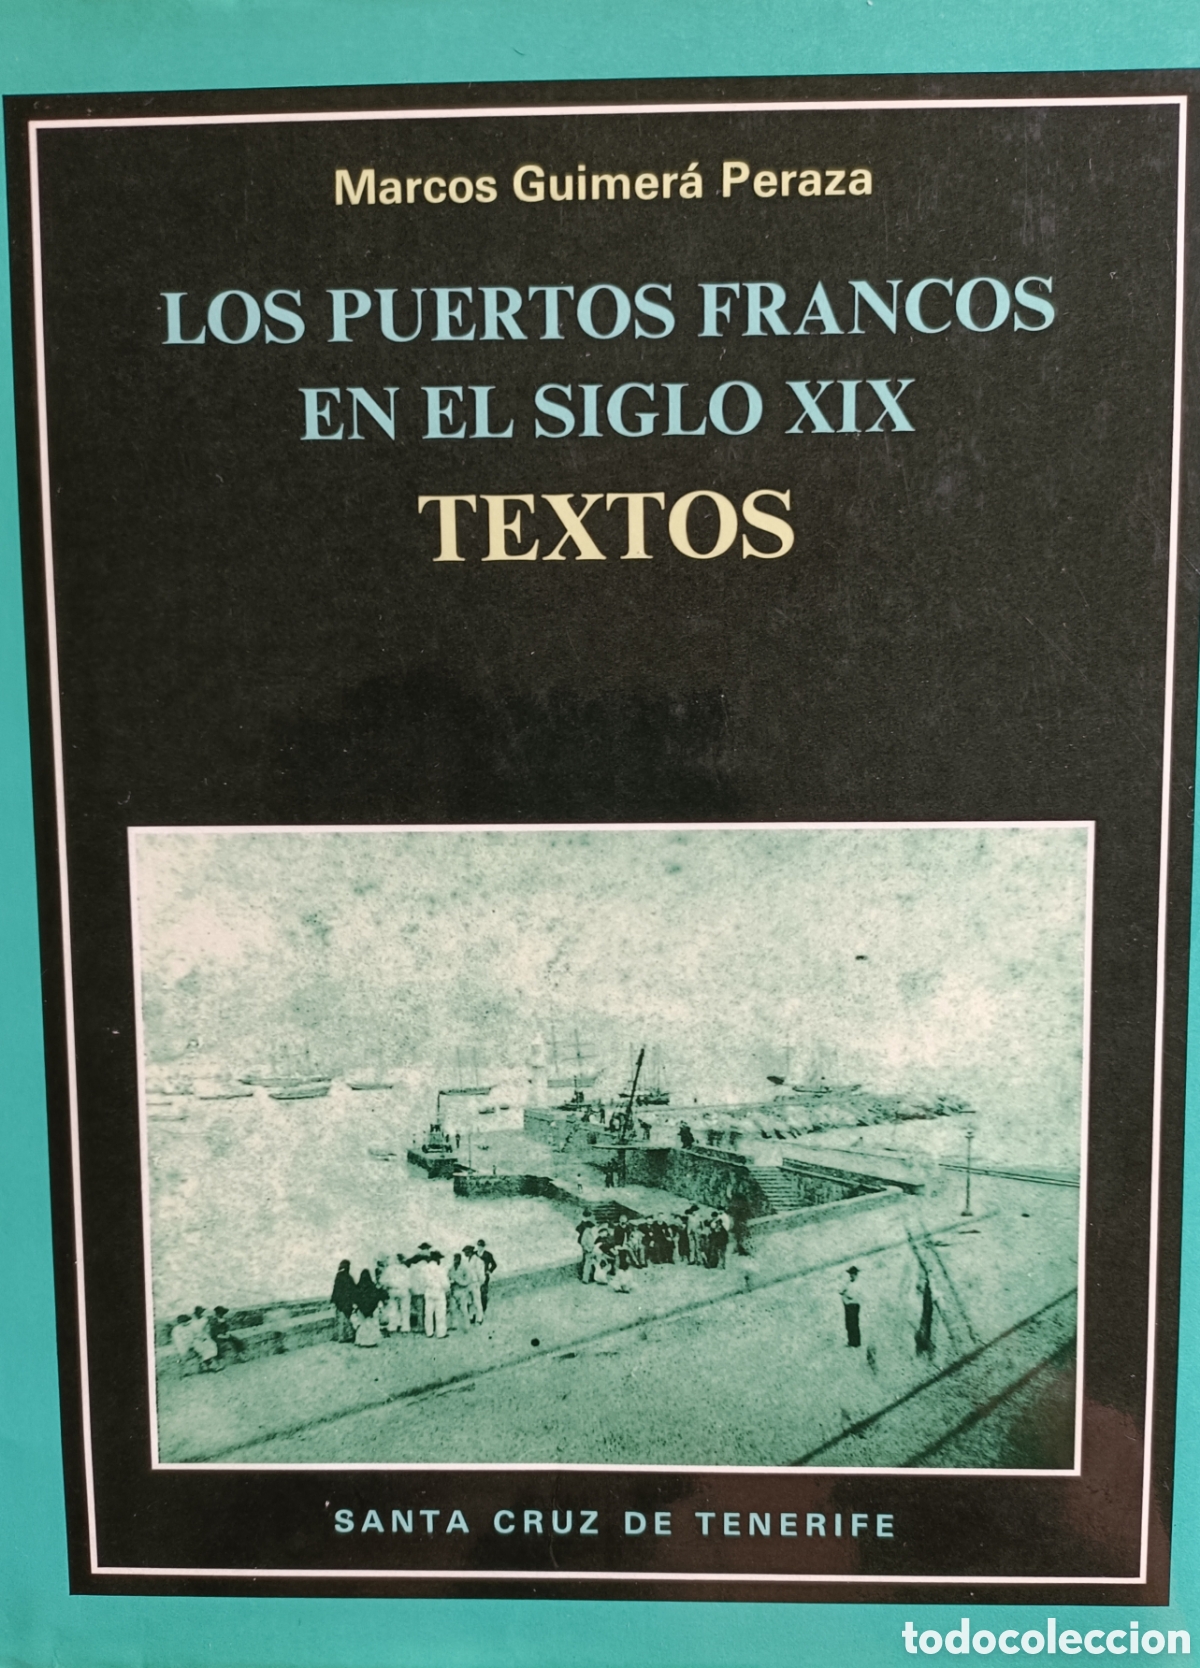 Marcos Guimerá Peraza
LOS PUERTOS FRANCOS
EN EL SIGLO XIX
TEXTOS
SANTA CRUZ DE TENERIFE
todocoleccion